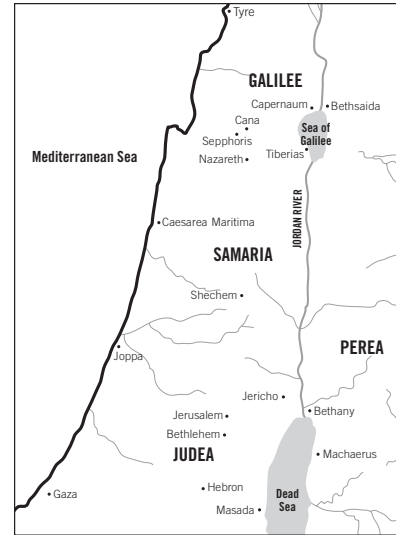 Tyre
GALILEE
Capernaum
Bethsaida
Cana
Sea of
Galilee
Sepphoris
Mediterranean Sea
Nazareth
Tiberias
JORDAN RIVER
Caesarea Maritima
SAMARIA
Shechem
Joppa
PEREA
Jericho
Jerusalem
Bethany
Bethlehem
JUDEA
Machaerus
Hebron
Gaza
Dead
Sea
Masada